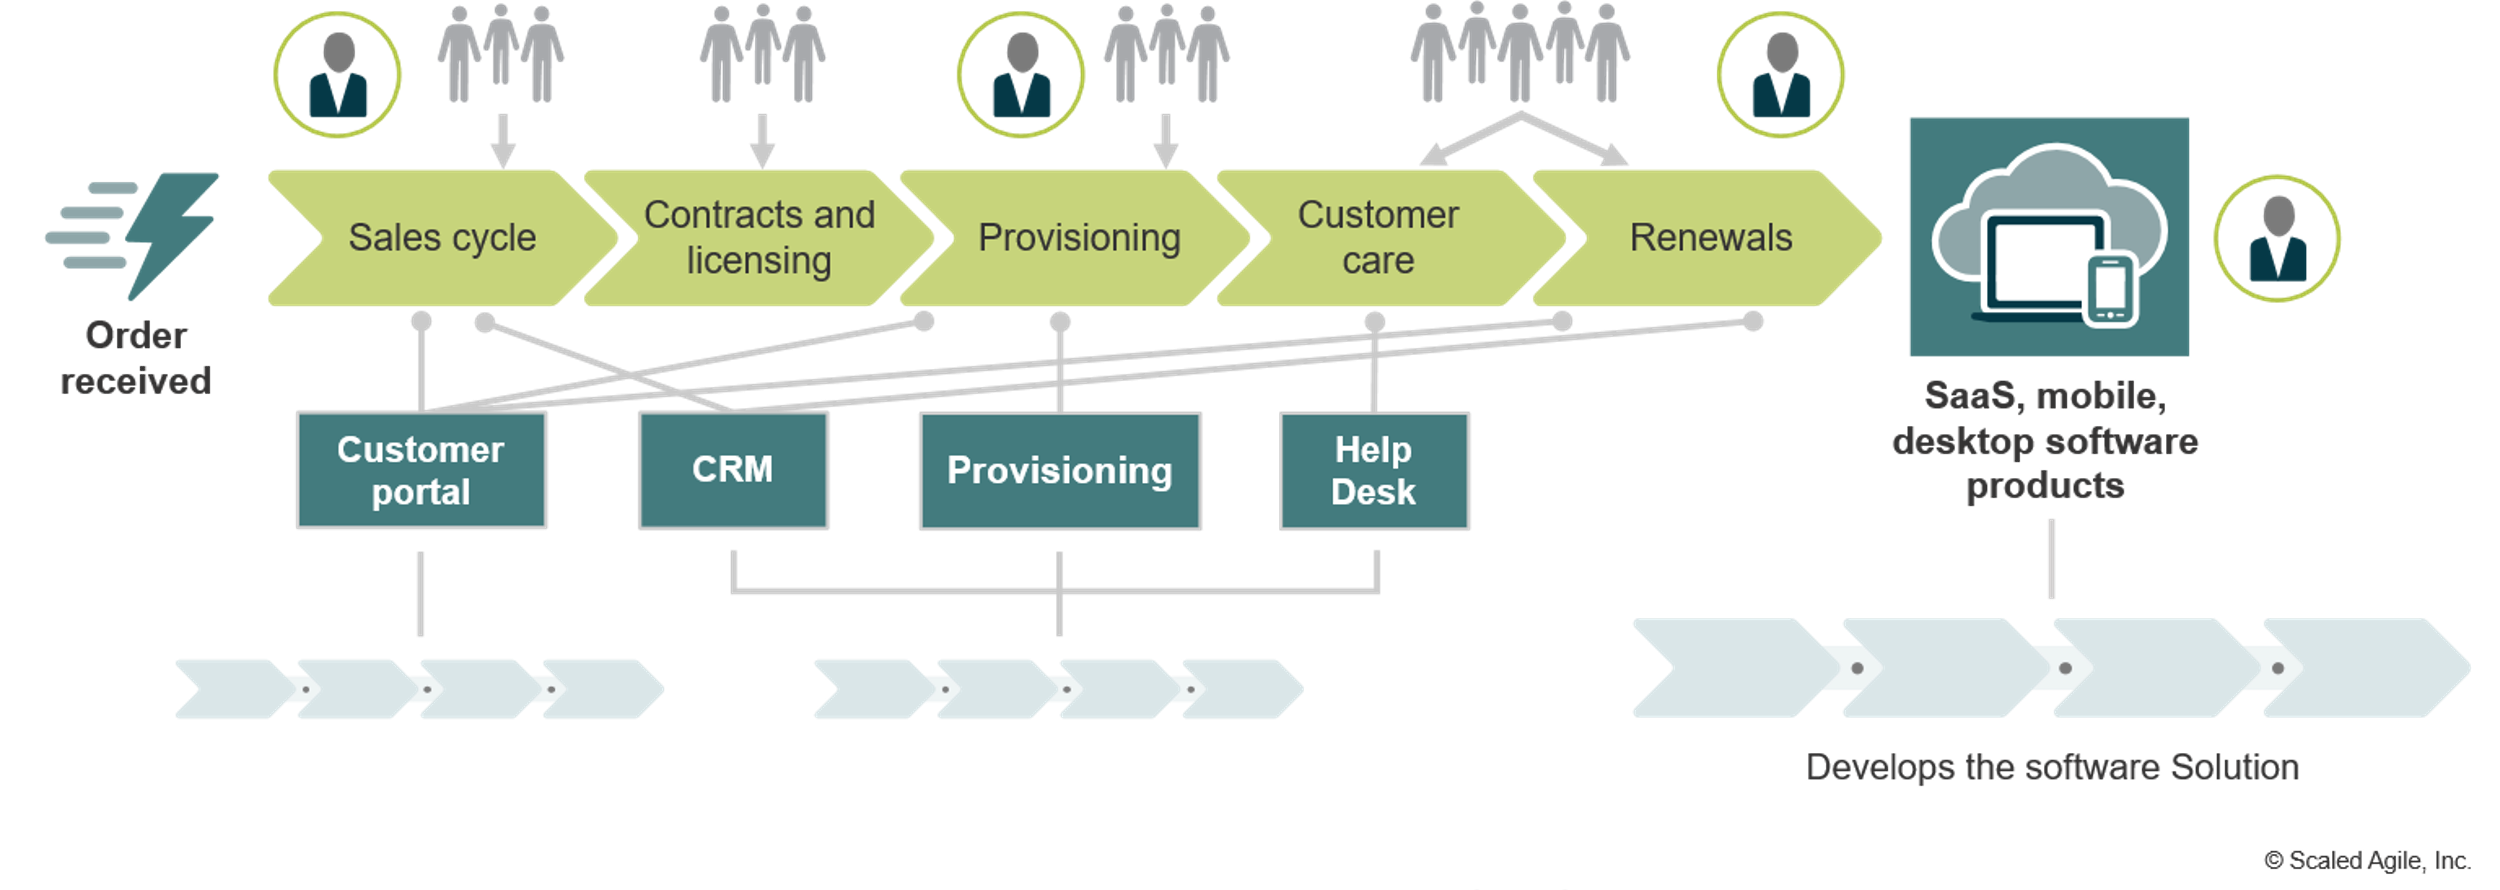 Order
received
Sales cycle
Contracts and
licensing
Provisioning
Customer
care
Renewals
SaaS, mobile,
desktop software
products
Customer
portal
CRM
Provisioning
Help
Desk
Develops the software Solution
© Scaled Agile, Inc.